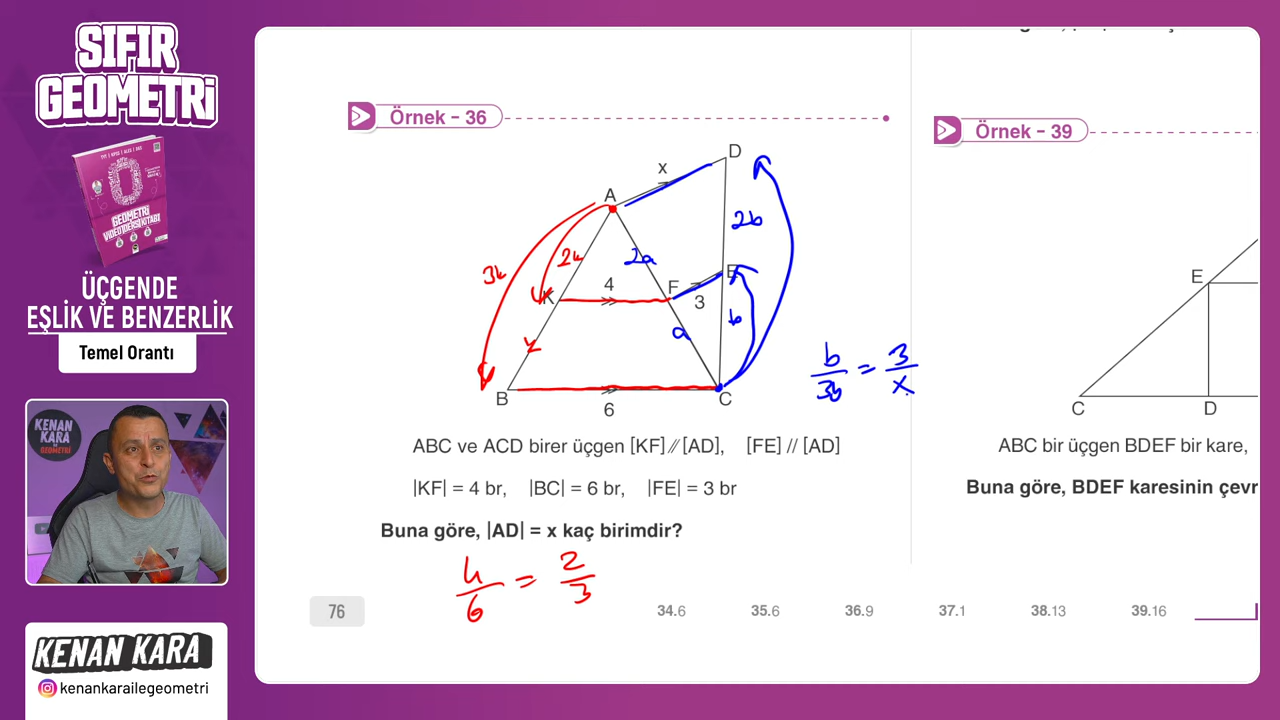 SIFIR
GEOMETRİ
GEOMETRİ
VİDEO DERS KİTABI
ÜÇGENDE
EŞLİK VE BENZERLİK
Temel Orantı
KENAN
KARA
İLE
GEOMETRİ
KENAN KARA
kenankarailegeometri
Örnek - 36
D
x
A
2b
3k
2k
2a
E
K
4
F
3
a
b
B
6
C
b/3b = 3/x
ABC ve ACD birer üçgen [KF] // [AD], [FE] // [AD]
|KF| = 4 br, |BC| = 6 br, |FE| = 3 br
Buna göre, |AD| = x kaç birimdir?
4/6 = 2/3
76
34.6 35.6 36.9 37.1 38.13 39.16
Örnek - 39
E
C
D
ABC bir üçgen BDEF bir kare,
Buna göre, BDEF karesinin çevr